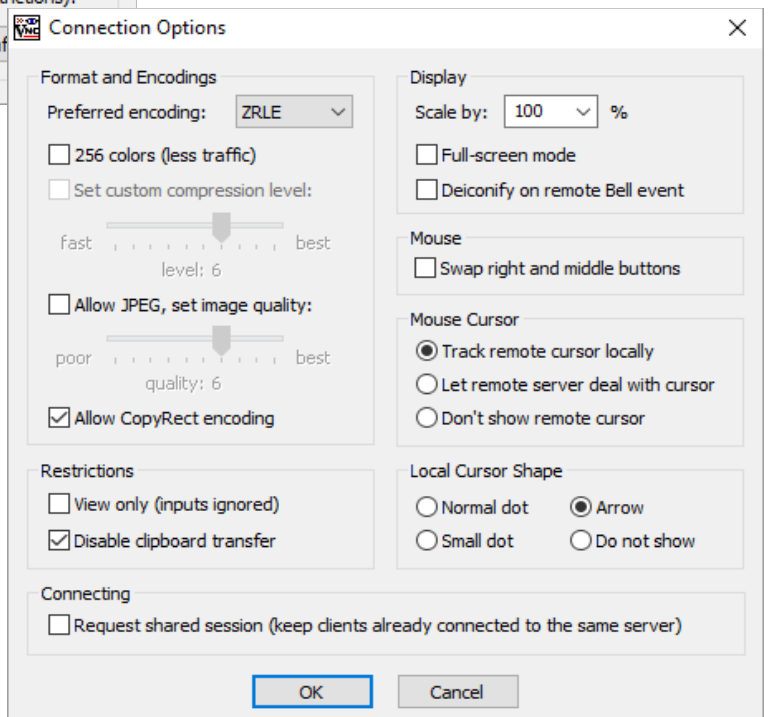 Connection Options
Format and Encodings
Preferred encoding: ZRLE
256 colors (less traffic)
Set custom compression level:
fast best
level: 6
Allow JPEG, set image quality:
poor best
quality: 6
Allow CopyRect encoding
Restrictions
View only (inputs ignored)
Disable clipboard transfer
Display
Scale by: 100 %
Full-screen mode
Deiconify on remote Bell event
Mouse
Swap right and middle buttons
Mouse Cursor
Track remote cursor locally
Let remote server deal with cursor
Don't show remote cursor
Local Cursor Shape
Normal dot Arrow
Small dot Do not show
Connecting
Request shared session (keep clients already connected to the same server)
OK Cancel